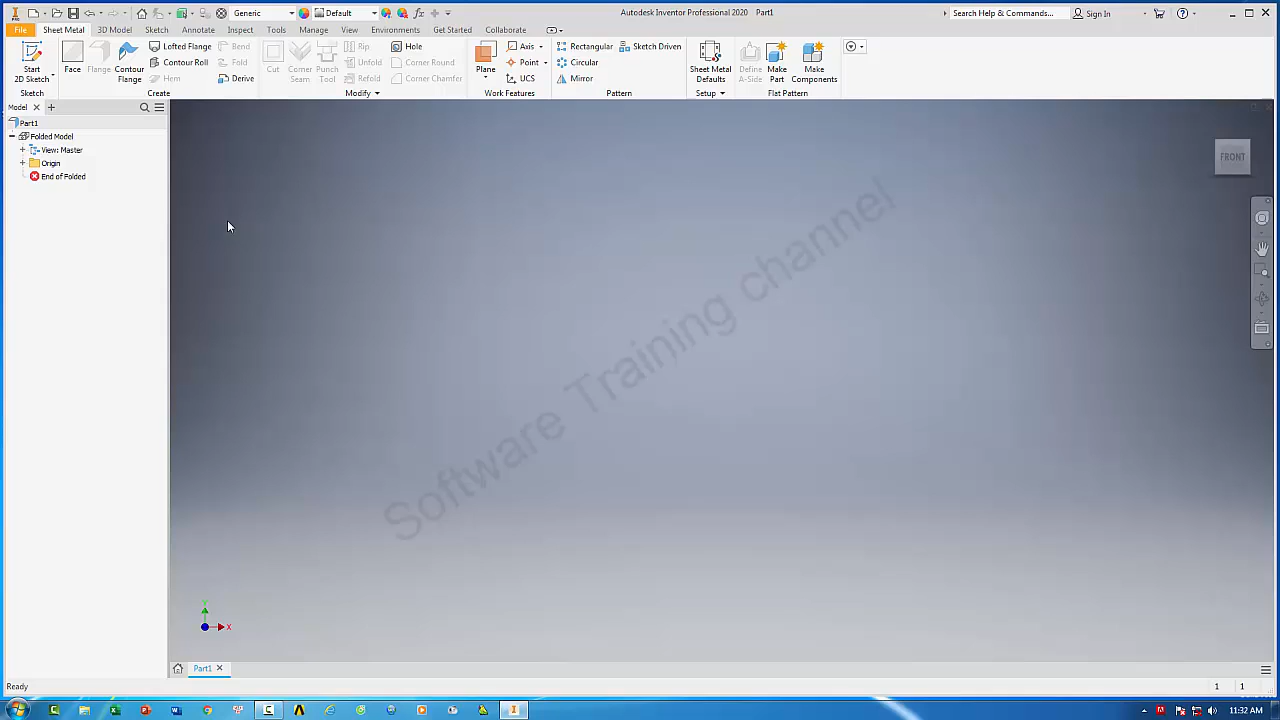 Generic
Default
Autodesk Inventor Professional 2020 Part1
Search Help & Commands...
Sign In
File
Sheet Metal
3D Model
Sketch
Annotate
Inspect
Tools
Manage
View
Environments
Get Started
Collaborate
Start
2D Sketch
Sketch
Face
Flange
Contour
Flange
Lofted Flange
Contour Roll
Hem
Bend
Fold
Derive
Create
Cut
Corner
Seam
Punch
Tool
Rip
Unfold
Refold
Hole
Corner Round
Corner Chamfer
Modify
Plane
Axis
Point
UCS
Work Features
Rectangular
Circular
Mirror
Sketch Driven
Pattern
Sheet Metal
Defaults
Setup
Define
A-Side
Make
Part
Make
Components
Flat Pattern
Model
Part1
Folded Model
View: Master
Origin
End of Folded
FRONT
Software Training channel
Y
X
Part1
Ready
1 1
11:32 AM